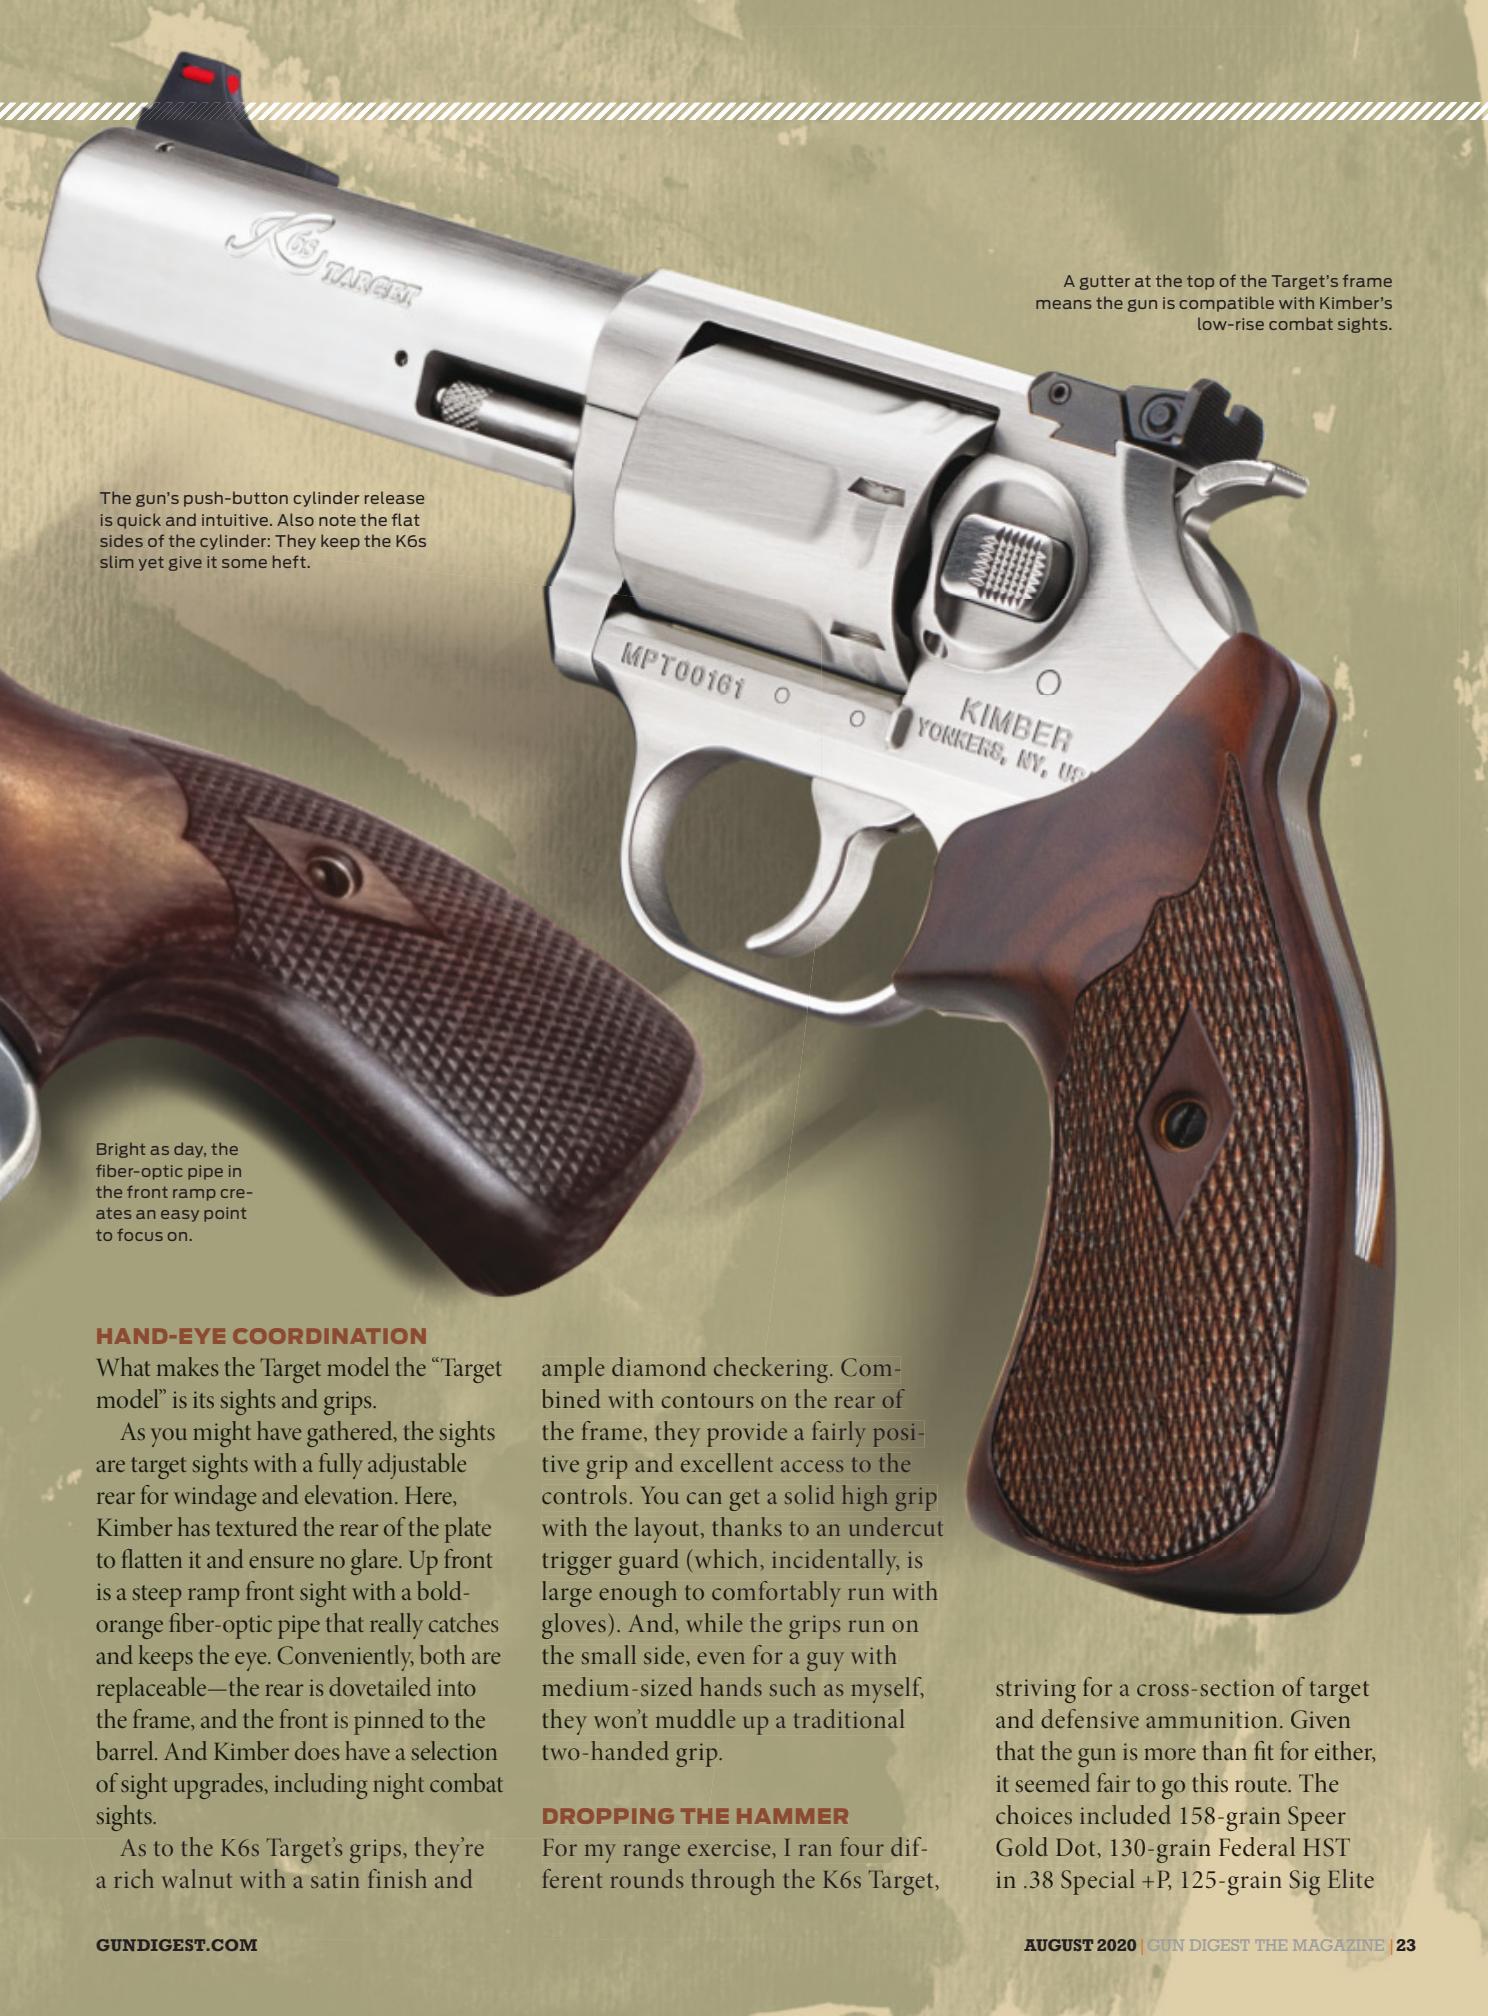 K6s
TARGET
A gutter at the top of the Target's frame
means the gun is compatible with Kimber's
low-rise combat sights.
The gun's push-button cylinder release
is quick and intuitive. Also note the flat
sides of the cylinder: They keep the K6s
slim yet give it some heft.
MPT00161
KIMBER
YONKERS, NY, US
Bright as day, the
fiber-optic pipe in
the front ramp cre-
ates an easy point
to focus on.
HAND-EYE COORDINATION
What makes the Target model the “Target
model” is its sights and grips.
As you might have gathered, the sights
are target sights with a fully adjustable
rear for windage and elevation. Here,
Kimber has textured the rear of the plate
to flatten it and ensure no glare. Up front
is a steep ramp front sight with a bold-
orange fiber-optic pipe that really catches
and keeps the eye. Conveniently, both are
replaceable—the rear is dovetailed into
the frame, and the front is pinned to the
barrel. And Kimber does have a selection
of sight upgrades, including night combat
sights.
As to the K6s Target's grips, they're
a rich walnut with a satin finish and
ample diamond checkering. Com-
bined with contours on the rear of
the frame, they provide a fairly posi-
tive grip and excellent access to the
controls. You can get a solid high grip
with the layout, thanks to an undercut
trigger guard (which, incidentally, is
large enough to comfortably run with
gloves). And, while the grips run on
the small side, even for a guy with
medium-sized hands such as myself,
they won't muddle up a traditional
two-handed grip.
DROPPING THE HAMMER
For my range exercise, I ran four dif-
ferent rounds through the K6s Target,
striving for a cross-section of target
and defensive ammunition. Given
that the gun is more than fit for either,
it seemed fair to go this route. The
choices included 158-grain Speer
Gold Dot, 130-grain Federal HST
in .38 Special +P, 125-grain Sig Elite
GUNDIGEST.COM
AUGUST 2020 | GUN DIGEST THE MAGAZINE | 23